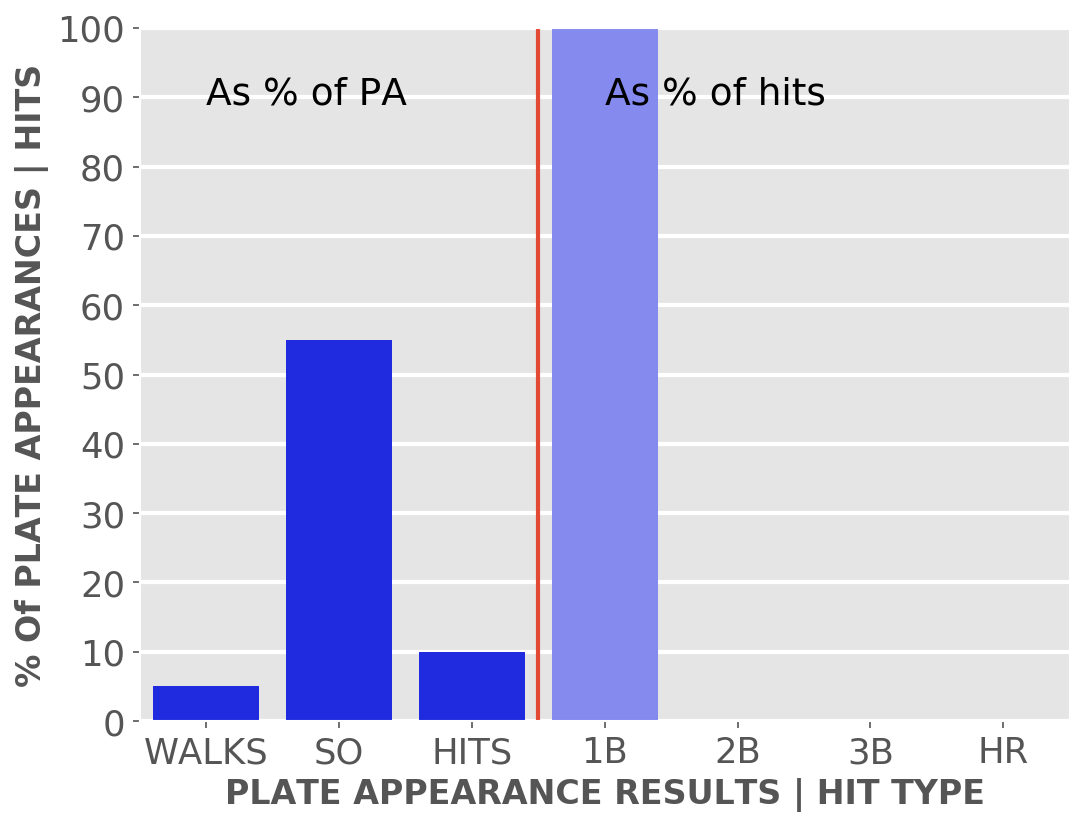 % Of PLATE APPEARANCES | HITS
100
90
80
70
60
50
40
30
20
10
0
As % of PA
As % of hits
WALKS SO HITS 1B 2B 3B HR
PLATE APPEARANCE RESULTS | HIT TYPE